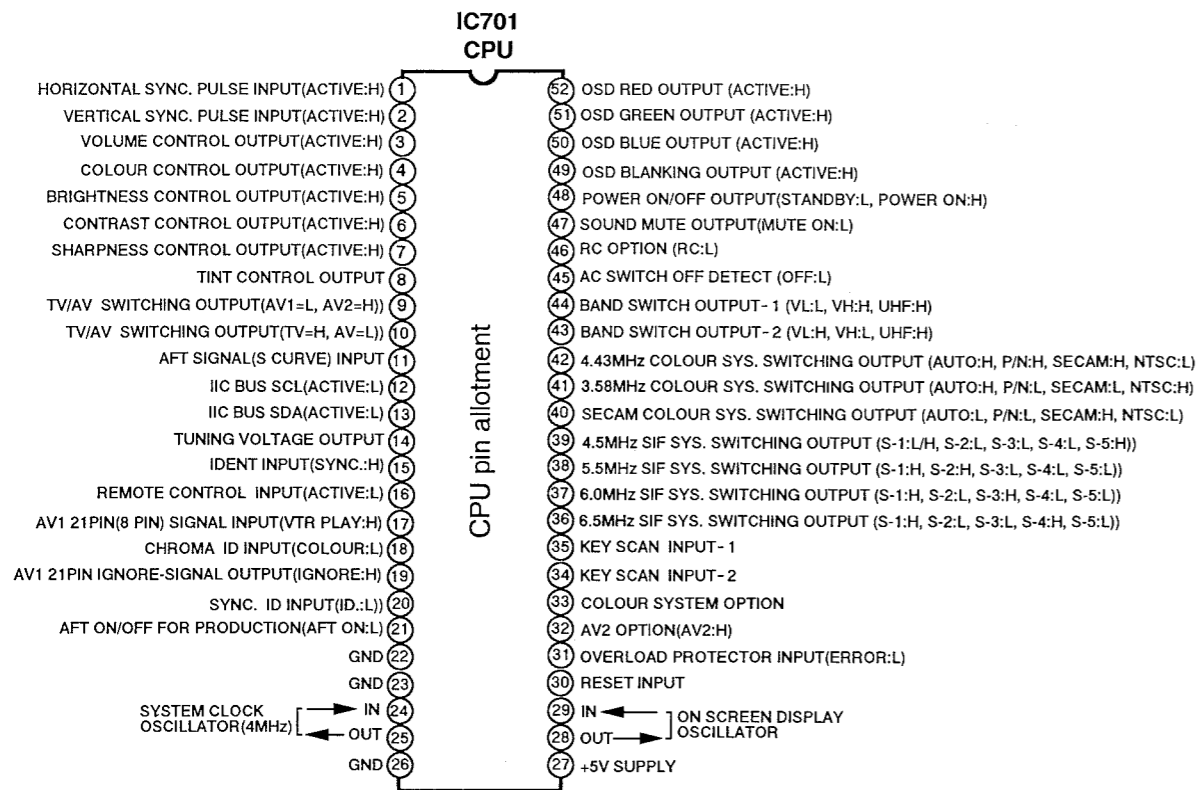 IC701
CPU
HORIZONTAL SYNC. PULSE INPUT(ACTIVE:H) 1
VERTICAL SYNC. PULSE INPUT(ACTIVE:H) 2
VOLUME CONTROL OUTPUT(ACTIVE:H) 3
COLOUR CONTROL OUTPUT(ACTIVE:H) 4
BRIGHTNESS CONTROL OUTPUT(ACTIVE:H) 5
CONTRAST CONTROL OUTPUT(ACTIVE:H) 6
SHARPNESS CONTROL OUTPUT(ACTIVE:H) 7
TINT CONTROL OUTPUT 8
TV/AV SWITCHING OUTPUT(AV1=L, AV2=H)) 9
TV/AV SWITCHING OUTPUT(TV=H, AV=L)) 10
AFT SIGNAL(S CURVE) INPUT 11
IIC BUS SCL(ACTIVE:L) 12
IIC BUS SDA(ACTIVE:L) 13
TUNING VOLTAGE OUTPUT 14
IDENT INPUT(SYNC.:H) 15
REMOTE CONTROL INPUT(ACTIVE:L) 16
AV1 21PIN(8 PIN) SIGNAL INPUT(VTR PLAY:H) 17
CHROMA ID INPUT(COLOUR:L) 18
AV1 21PIN IGNORE-SIGNAL OUTPUT(IGNORE:H) 19
SYNC. ID INPUT(ID.:L)) 20
AFT ON/OFF FOR PRODUCTION(AFT ON:L) 21
GND 22
GND 23
SYSTEM CLOCK
OSCILLATOR(4MHz)
IN 24
OUT 25
GND 26
CPU pin allotment
52 OSD RED OUTPUT (ACTIVE:H)
51 OSD GREEN OUTPUT (ACTIVE:H)
50 OSD BLUE OUTPUT (ACTIVE:H)
49 OSD BLANKING OUTPUT (ACTIVE:H)
48 POWER ON/OFF OUTPUT(STANDBY:L, POWER ON:H)
47 SOUND MUTE OUTPUT(MUTE ON:L)
46 RC OPTION (RC:L)
45 AC SWITCH OFF DETECT (OFF:L)
44 BAND SWITCH OUTPUT-1 (VL:L, VH:H, UHF:H)
43 BAND SWITCH OUTPUT-2 (VL:H, VH:L, UHF:H)
42 4.43MHz COLOUR SYS. SWITCHING OUTPUT (AUTO:H, P/N:H, SECAM:H, NTSC:L)
41 3.58MHz COLOUR SYS. SWITCHING OUTPUT (AUTO:H, P/N:L, SECAM:L, NTSC:H)
40 SECAM COLOUR SYS. SWITCHING OUTPUT (AUTO:L, P/N:L, SECAM:H, NTSC:L)
39 4.5MHz SIF SYS. SWITCHING OUTPUT (S-1:L/H, S-2:L, S-3:L, S-4:L, S-5:H))
38 5.5MHz SIF SYS. SWITCHING OUTPUT (S-1:H, S-2:H, S-3:L, S-4:L, S-5:L))
37 6.0MHz SIF SYS. SWITCHING OUTPUT (S-1:H, S-2:L, S-3:H, S-4:L, S-5:L))
36 6.5MHz SIF SYS. SWITCHING OUTPUT (S-1:H, S-2:L, S-3:L, S-4:H, S-5:L))
35 KEY SCAN INPUT-1
34 KEY SCAN INPUT-2
33 COLOUR SYSTEM OPTION
32 AV2 OPTION(AV2:H)
31 OVERLOAD PROTECTOR INPUT(ERROR:L)
30 RESET INPUT
29 IN
28 OUT
ON SCREEN DISPLAY
OSCILLATOR
27 +5V SUPPLY